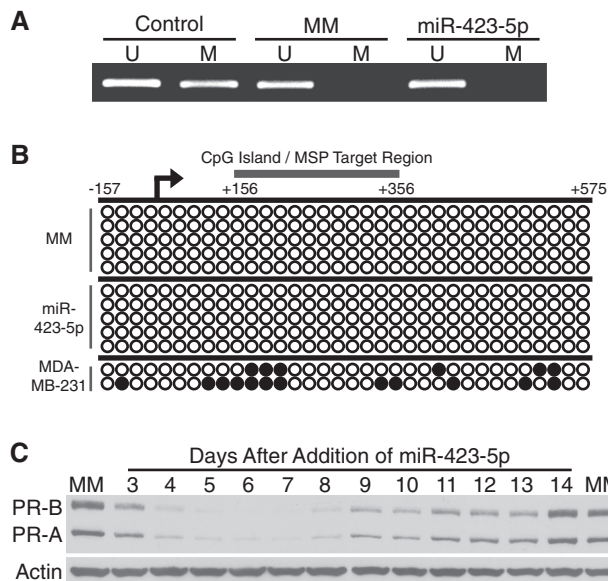 A
Control MM miR-423-5p
U M U M U M
B
CpG Island / MSP Target Region
-157 +156 +356 +575
MM
miR-
423-5p
MDA-
MB-231
C
Days After Addition of miR-423-5p
MM 3 4 5 6 7 8 9 10 11 12 13 14 MM
PR-B
PR-A
Actin